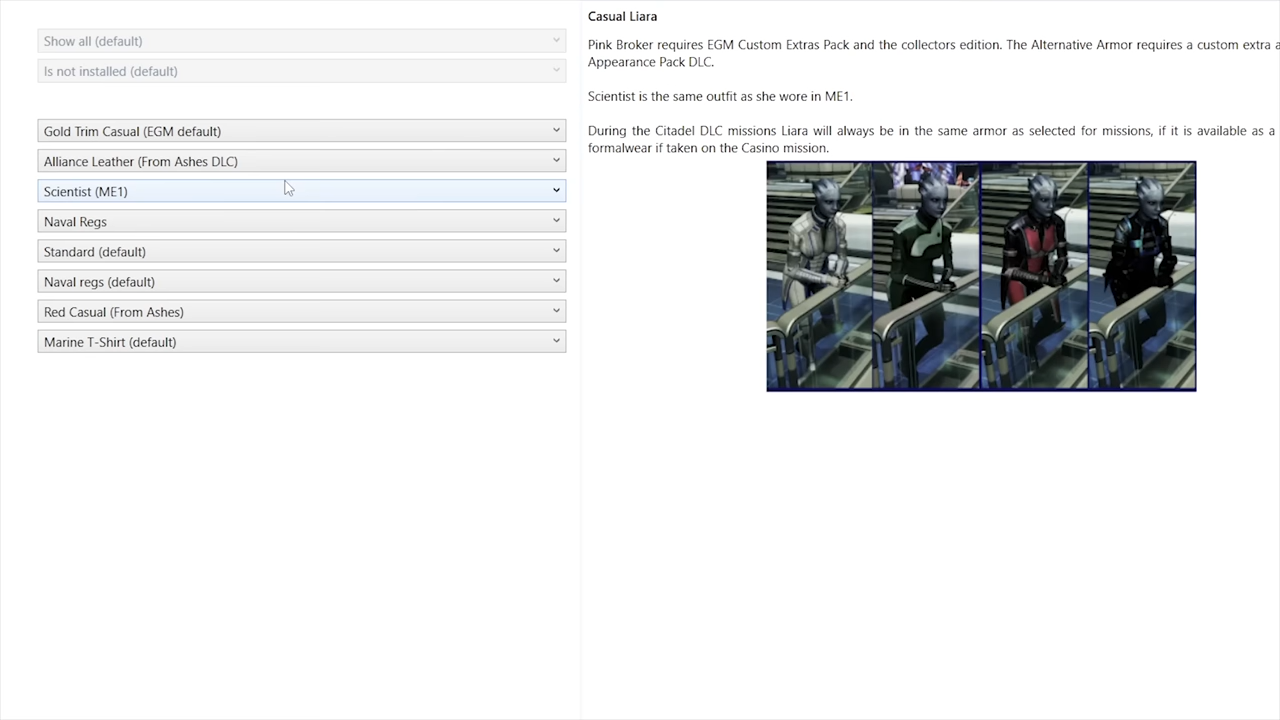 Show all (default)
Is not installed (default)
Gold Trim Casual (EGM default)
Alliance Leather (From Ashes DLC)
Scientist (ME1)
Naval Regs
Standard (default)
Naval regs (default)
Red Casual (From Ashes)
Marine T-Shirt (default)
Casual Liara
Pink Broker requires EGM Custom Extras Pack and the collectors edition. The Alternative Armor requires a custom extra
Appearance Pack DLC.
Scientist is the same outfit as she wore in ME1.
During the Citadel DLC missions Liara will always be in the same armor as selected for missions, if it is available as a
formalwear if taken on the Casino mission.